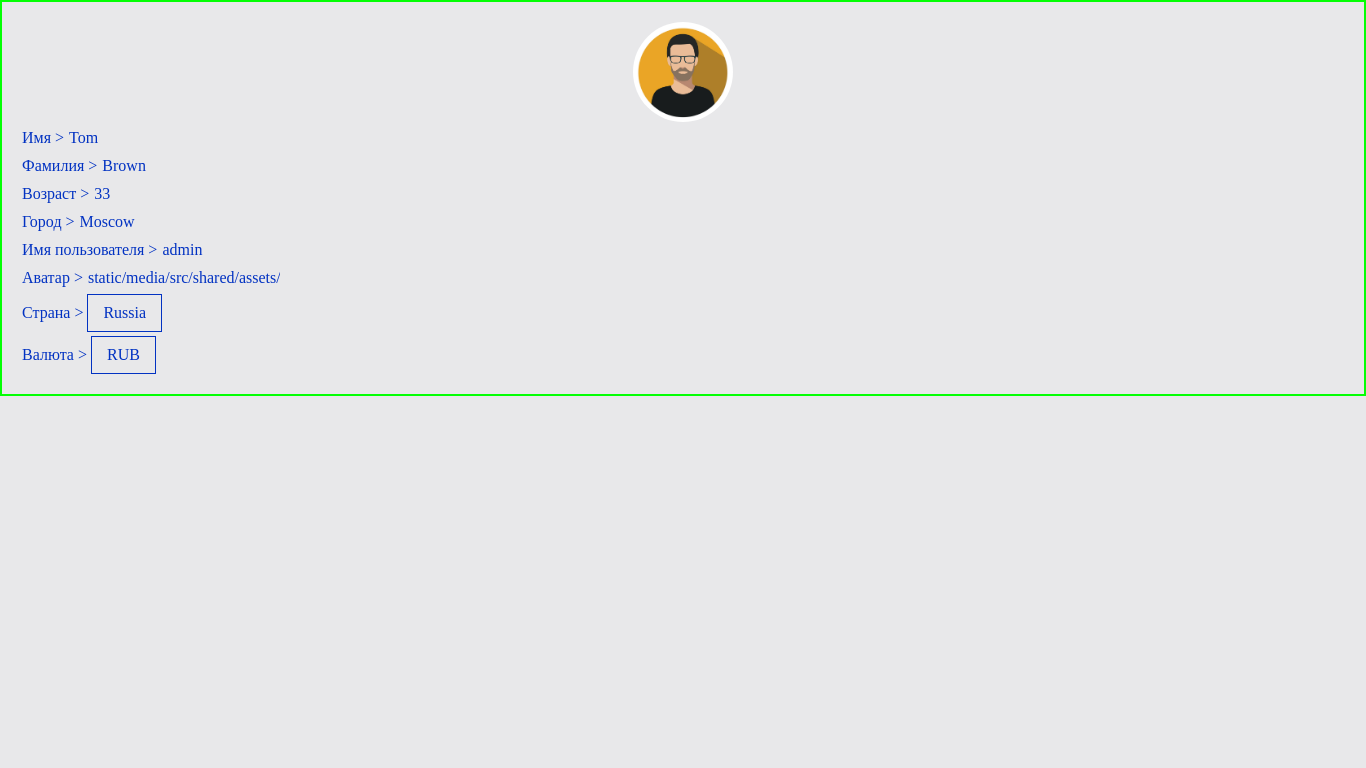 Имя > Tom
Фамилия > Brown
Возраст > 33
Город > Moscow
Имя пользователя > admin
Аватар > static/media/src/shared/assets/
Страна > Russia
Валюта > RUB